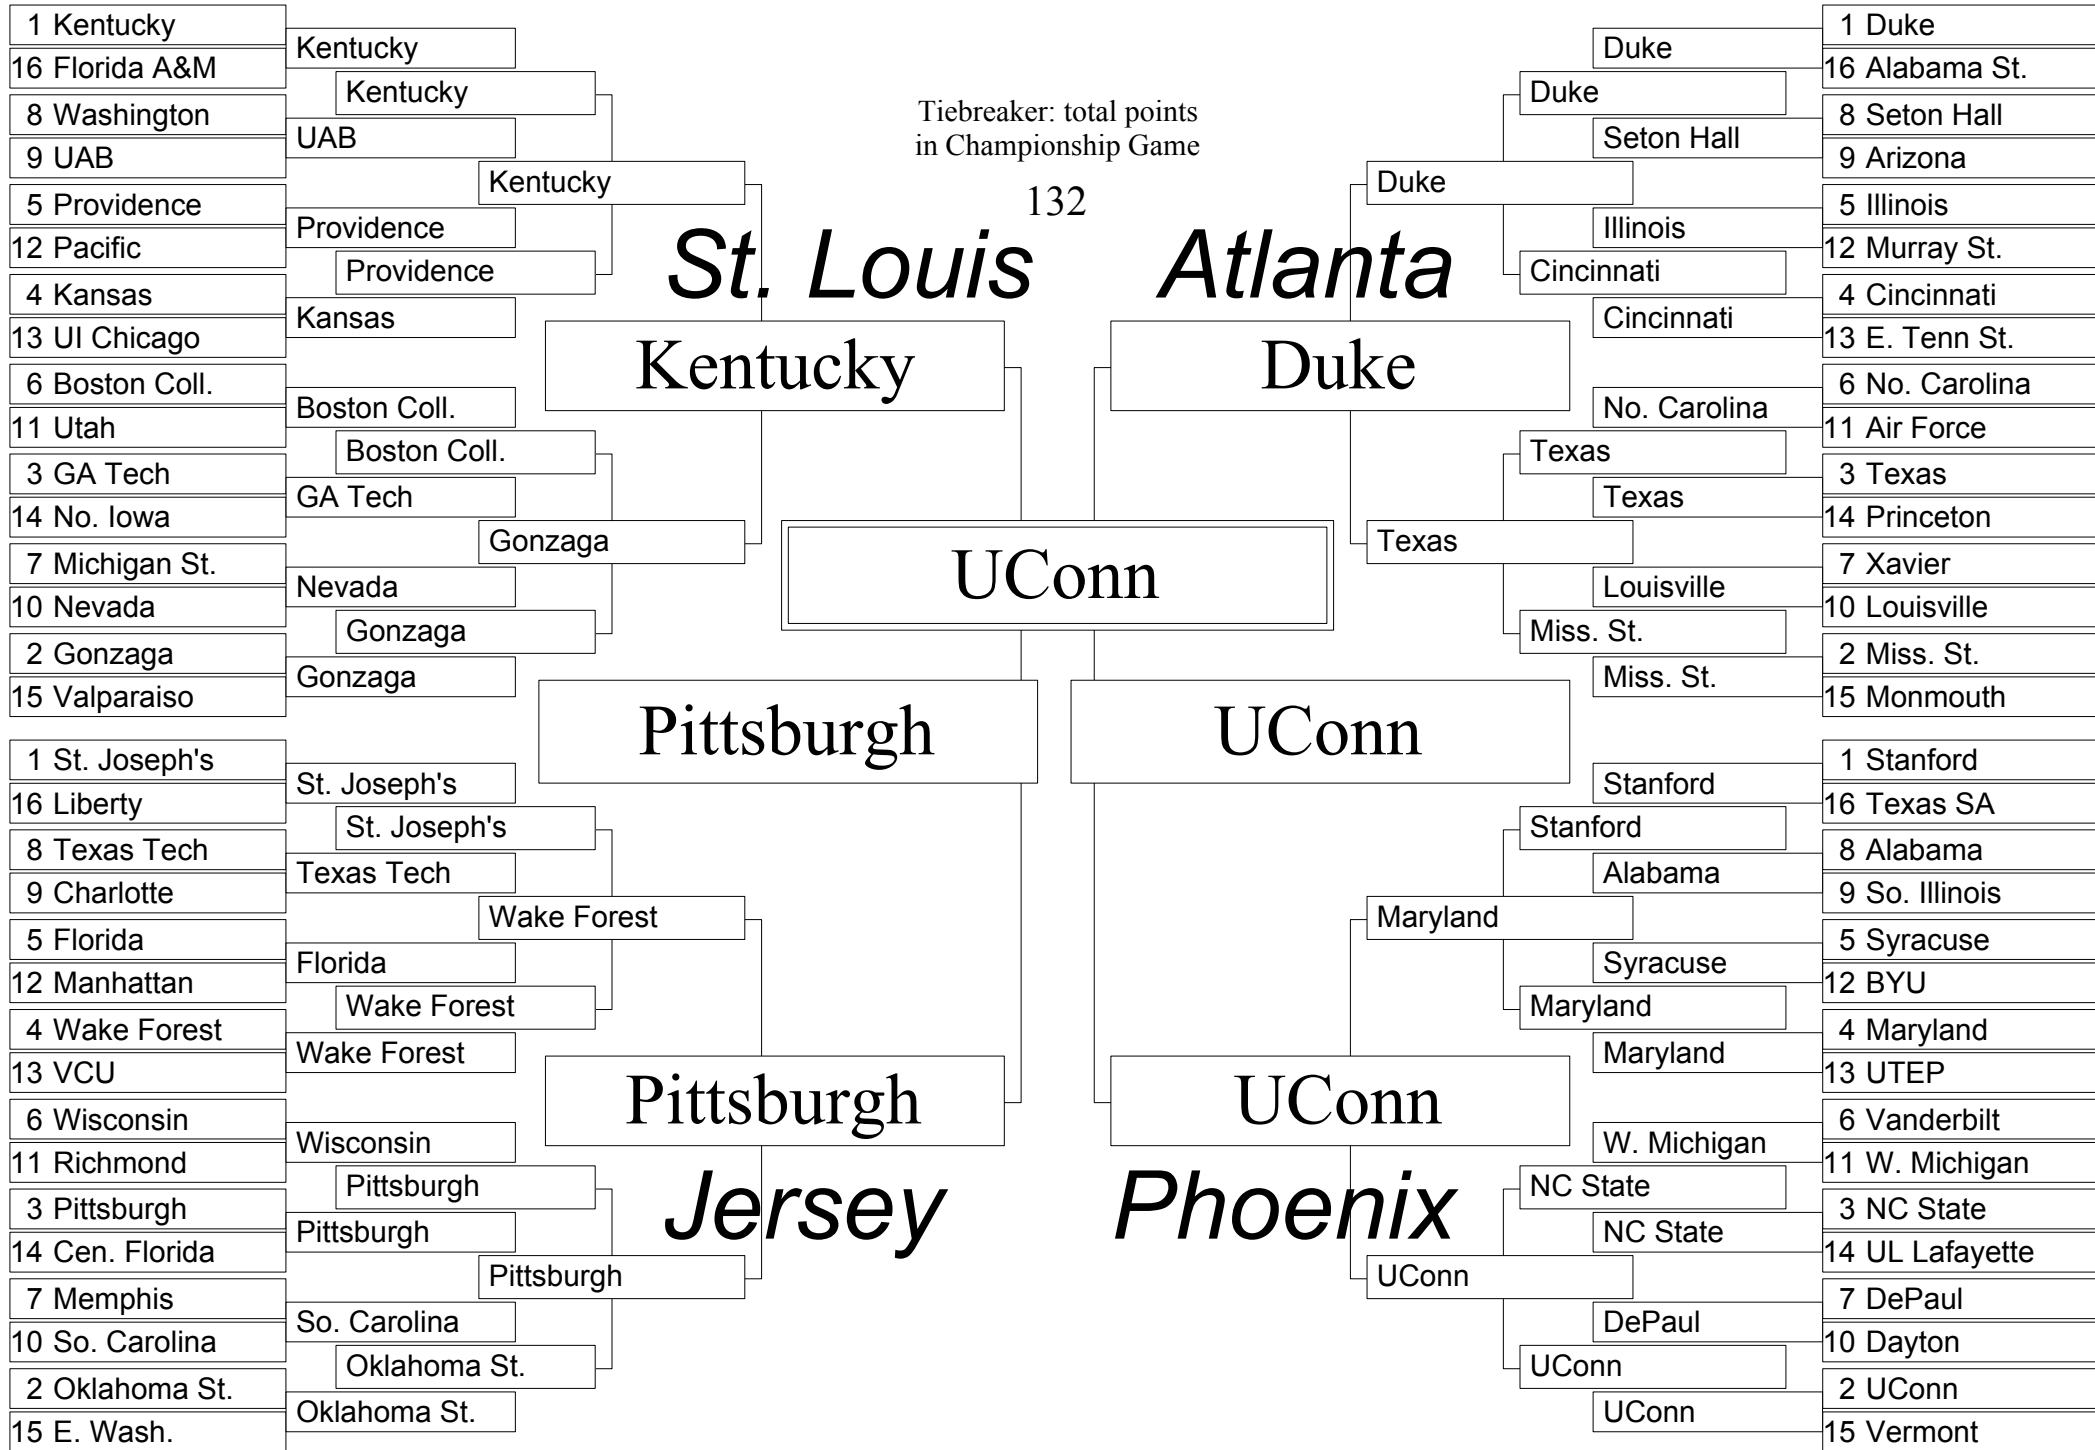 1 Kentucky
16 Florida A&M
8 Washington
9 UAB
5 Providence
12 Pacific
4 Kansas
13 UI Chicago
6 Boston Coll.
11 Utah
3 GA Tech
14 No. Iowa
7 Michigan St.
10 Nevada
2 Gonzaga
15 Valparaiso
1 St. Joseph's
16 Liberty
8 Texas Tech
9 Charlotte
5 Florida
12 Manhattan
4 Wake Forest
13 VCU
6 Wisconsin
11 Richmond
3 Pittsburgh
14 Cen. Florida
7 Memphis
10 So. Carolina
2 Oklahoma St.
15 E. Wash.
Kentucky
UAB
Providence
Kansas
Boston Coll.
GA Tech
Nevada
Gonzaga
St. Joseph's
Texas Tech
Florida
Wake Forest
Wisconsin
Pittsburgh
So. Carolina
Oklahoma St.
Kentucky
Providence
Boston Coll.
Gonzaga
St. Joseph's
Wake Forest
Pittsburgh
Oklahoma St.
Kentucky
Gonzaga
Wake Forest
Pittsburgh
Tiebreaker: total points
in Championship Game
132
St. Louis
Atlanta
Kentucky
Duke
UConn
Pittsburgh
UConn
Pittsburgh
UConn
Jersey
Phoenix
Duke
Texas
Maryland
UConn
Duke
Cincinnati
Texas
Miss. St.
Stanford
Maryland
NC State
UConn
Duke
Seton Hall
Illinois
Cincinnati
No. Carolina
Texas
Louisville
Miss. St.
Stanford
Alabama
Syracuse
Maryland
W. Michigan
NC State
DePaul
UConn
1 Duke
16 Alabama St.
8 Seton Hall
9 Arizona
5 Illinois
12 Murray St.
4 Cincinnati
13 E. Tenn St.
6 No. Carolina
11 Air Force
3 Texas
14 Princeton
7 Xavier
10 Louisville
2 Miss. St.
15 Monmouth
1 Stanford
16 Texas SA
8 Alabama
9 So. Illinois
5 Syracuse
12 BYU
4 Maryland
13 UTEP
6 Vanderbilt
11 W. Michigan
3 NC State
14 UL Lafayette
7 DePaul
10 Dayton
2 UConn
15 Vermont